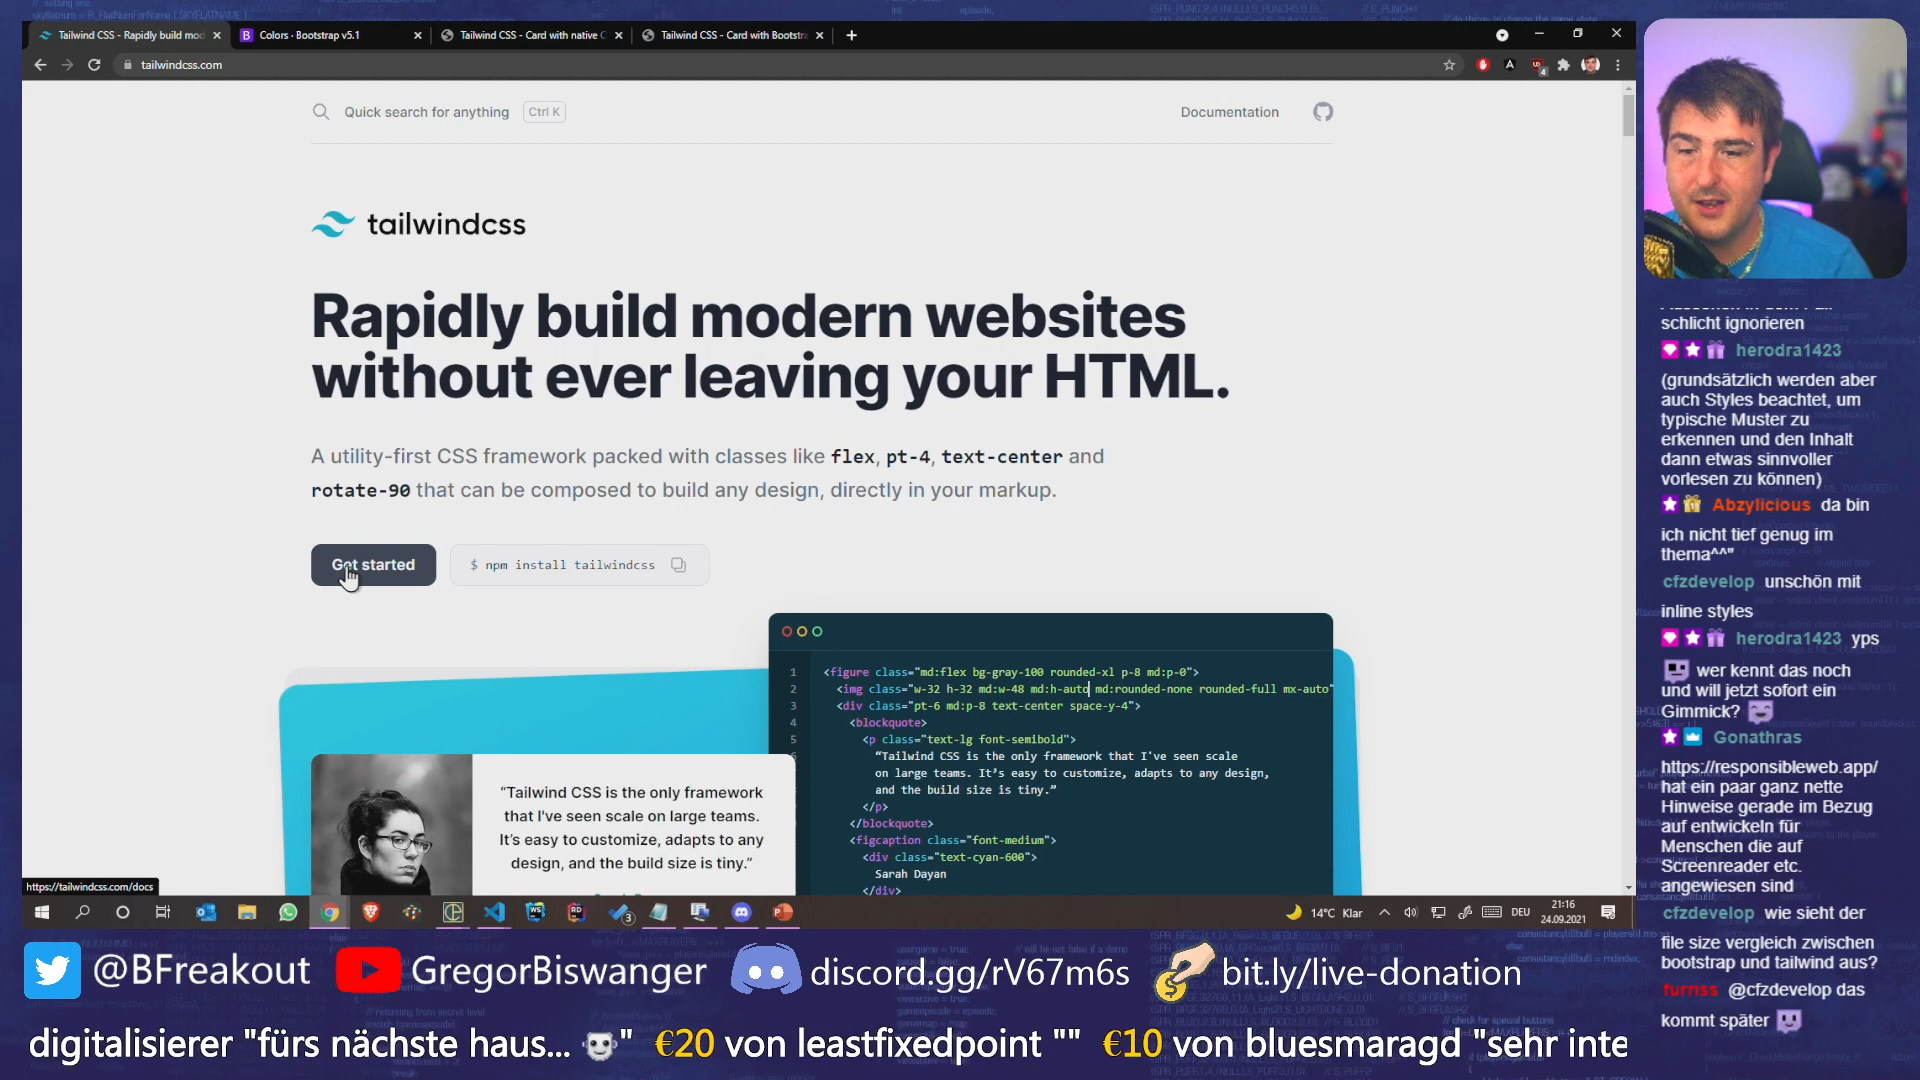 Tailwind CSS - Rapidly build mod
Colors · Bootstrap v5.1
Tailwind CSS - Card with native C
Tailwind CSS - Card with Bootstra
tailwindcss.com
Quick search for anything Ctrl K
Documentation
tailwindcss
Rapidly build modern websites
without ever leaving your HTML.
A utility-first CSS framework packed with classes like flex, pt-4, text-center and
rotate-90 that can be composed to build any design, directly in your markup.
Get started
$ npm install tailwindcss
1 <figure class="md:flex bg-gray-100 rounded-xl p-8 md:p-0">
2 <img class="w-32 h-32 md:w-48 md:h-auto md:rounded-none rounded-full mx-auto"
3 <div class="pt-6 md:p-8 text-center space-y-4">
4 <blockquote>
5 <p class="text-lg font-semibold">
“Tailwind CSS is the only framework that I've seen scale
on large teams. It’s easy to customize, adapts to any design,
and the build size is tiny.”
</p>
</blockquote>
<figcaption class="font-medium">
<div class="text-cyan-600">
Sarah Dayan
</div>
“Tailwind CSS is the only framework
that I've seen scale on large teams.
It’s easy to customize, adapts to any
design, and the build size is tiny.”
https://tailwindcss.com/docs
14°C Klar
DEU
21:16
24.09.2021
schlicht ignorieren
herodra1423
(grundsätzlich werden aber
auch Styles beachtet, um
typische Muster zu
erkennen und den Inhalt
dann etwas sinnvoller
vorlesen zu können)
Abzylicious da bin
ich nicht tief genug im
thema^^"
cfzdevelop unschön mit
inline styles
herodra1423 yps
wer kennt das noch
und will jetzt sofort ein
Gimmick?
Gonathras
https://responsibleweb.app/
hat ein paar ganz nette
Hinweise gerade im Bezug
auf entwickeln für
Menschen die auf
Screenreader etc.
angewiesen sind
cfzdevelop wie sieht der
file size vergleich zwischen
bootstrap und tailwind aus?
furriss @cfzdevelop das
kommt später
@BFreakout
GregorBiswanger
discord.gg/rV67m6s
bit.ly/live-donation
digitalisierer "fürs nächste haus... " €20 von leastfixedpoint "" €10 von bluesmaragd "sehr inte